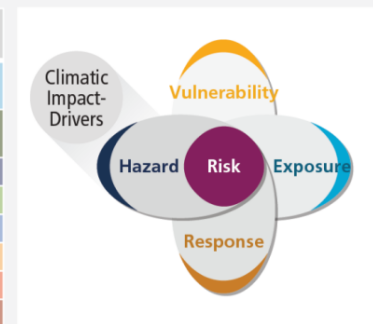 Climatic
Impact-
Drivers
Vulnerability
Hazard
Risk
Exposure
Response